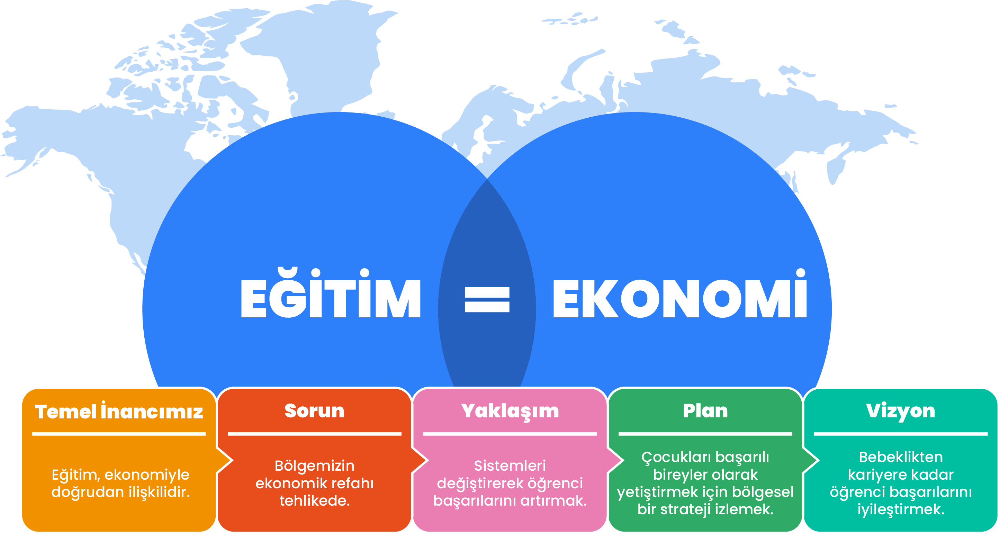 EĞİTİM = EKONOMİ
Temel İnancımız
Eğitim, ekonomiyle
doğrudan ilişkilidir.
Sorun
Bölgemizin
ekonomik refahı
tehlikede.
Yaklaşım
Sistemleri
değiştirerek öğrenci
başarılarını artırmak.
Plan
Çocukları başarılı
bireyler olarak
yetiştirmek için bölgesel
bir strateji izlemek.
Vizyon
Bebeklikten
kariyere kadar
öğrenci başarılarını
iyileştirmek.